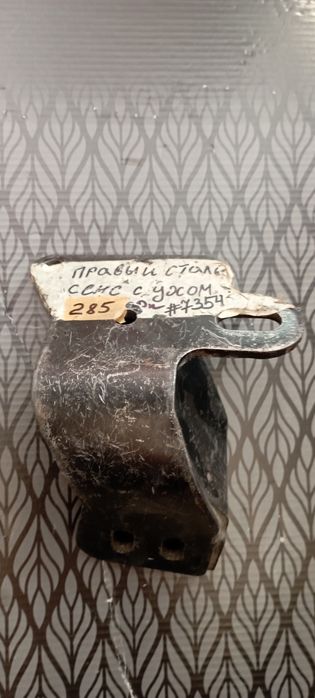 правый сталь
сенс с ухом
285 #7354